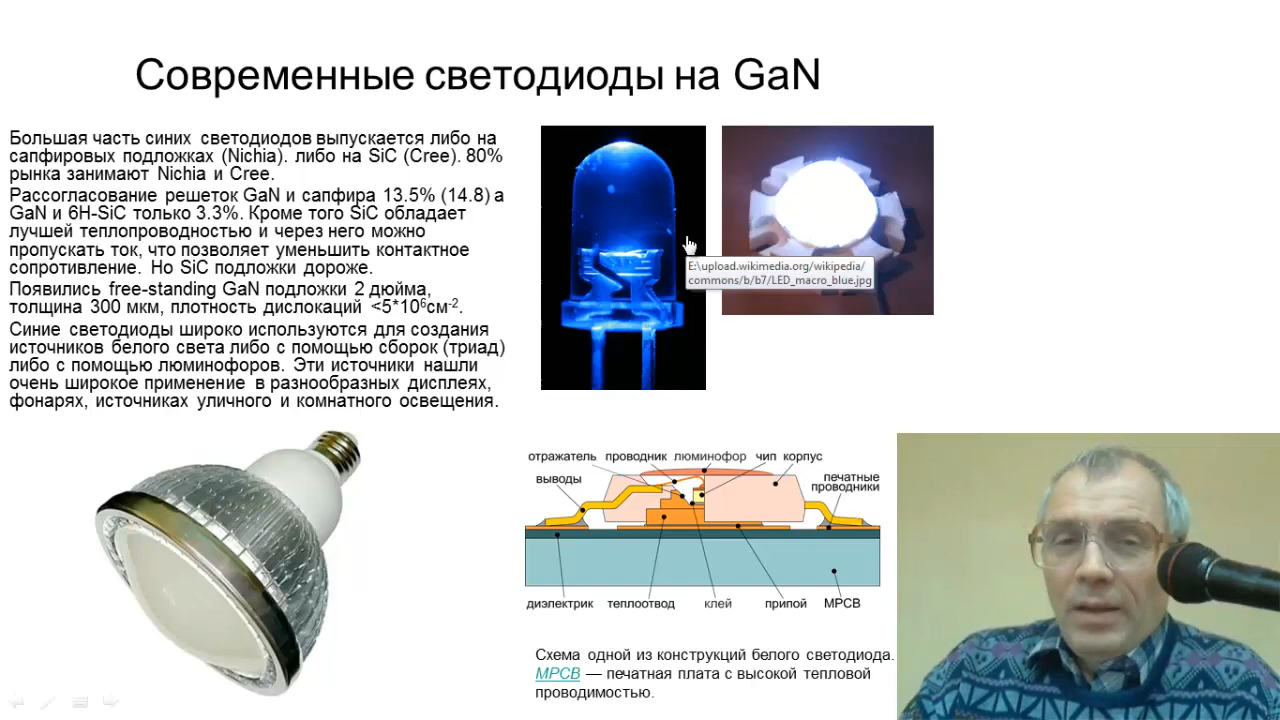 Современные светодиоды на GaN
Большая часть синих светодиодов выпускается либо на
сапфировых подложках (Nichia). либо на SiC (Cree). 80%
рынка занимают Nichia и Cree.
Рассогласование решеток GaN и сапфира 13.5% (14.8) а
GaN и 6H-SiC только 3.3%. Кроме того SiC обладает
лучшей теплопроводностью и через него можно
пропускать ток, что позволяет уменьшить контактное
сопротивление. Но SiC подложки дороже.
Появились free-standing GaN подложки 2 дюйма,
толщина 300 мкм, плотность дислокаций <5*10⁶см⁻².
Синие светодиоды широко используются для создания
источников белого света либо с помощью сборок (триад)
либо с помощью люминофоров. Эти источники нашли
очень широкое применение в разнообразных дисплеях,
фонарях, источниках уличного и комнатного освещения.
E:\upload.wikimedia.org/wikipedia/
commons/b/b7/LED_macro_blue.jpg
отражатель проводник люминофор чип корпус
выводы
печатные
проводники
диэлектрик теплоотвод клей припой MPCB
Схема одной из конструкций белого светодиода.
MPCB — печатная плата с высокой тепловой
проводимостью.